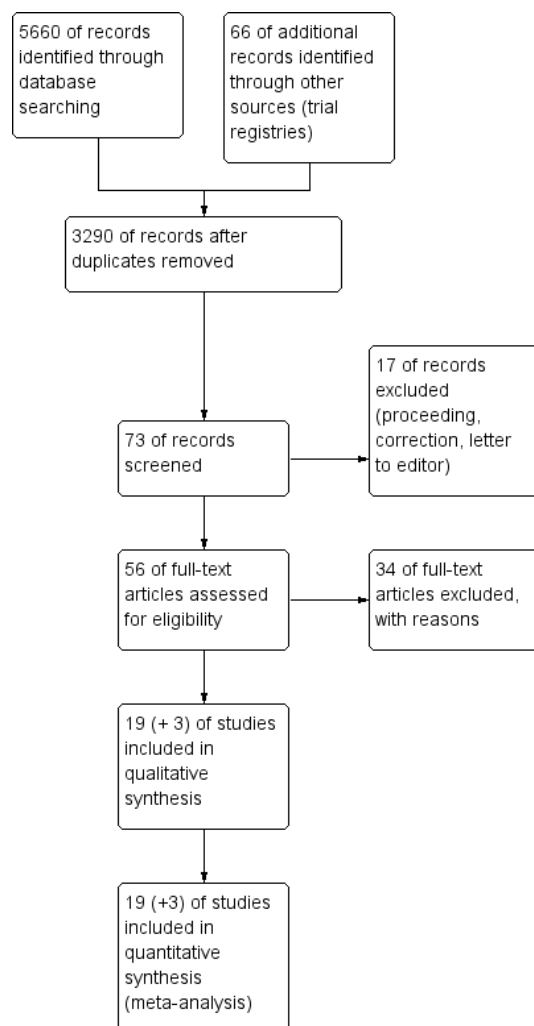 5660 of records
identified through
database
searching
66 of additional
records identified
through other
sources (trial
registries)
3290 of records after
duplicates removed
17 of records
excluded
(proceeding,
correction, letter
to editor)
73 of records
screened
56 of full-text
articles assessed
for eligibility
34 of full-text
articles excluded,
with reasons
19 (+ 3) of studies
included in
qualitative
synthesis
19 (+3) of studies
included in
quantitative
synthesis
(meta-analysis)